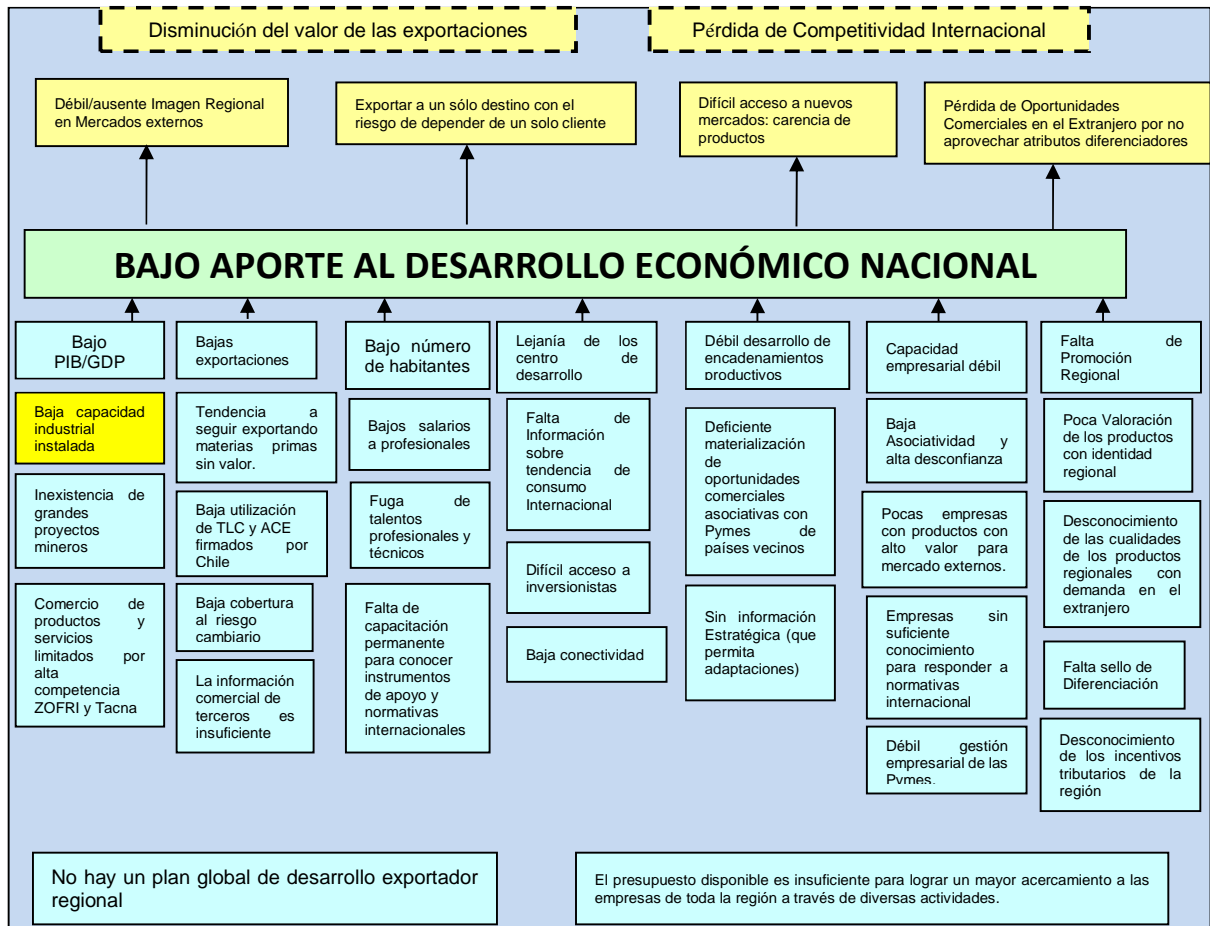 Disminución del valor de las exportaciones
Pérdida de Competitividad Internacional
Débil/ausente Imagen Regional
en Mercados externos
Exportar a un sólo destino con el
riesgo de depender de un solo cliente
Difícil acceso a nuevos
mercados: carencia de
productos
Pérdida de Oportunidades
Comerciales en el Extranjero por no
aprovechar atributos diferenciadores
BAJO APORTE AL DESARROLLO ECONÓMICO NACIONAL
Bajo
PIB/GDP
Baja capacidad
industrial
instalada
Inexistencia de
grandes
proyectos
mineros
Comercio de
productos y
servicios
limitados por
alta
competencia
ZOFRI y Tacna
Bajas
exportaciones
Tendencia a
seguir exportando
materias primas
sin valor.
Baja utilización
de TLC y ACE
firmados por
Chile
Baja cobertura
al riesgo
cambiario
La información
comercial de
terceros es
insuficiente
Bajo número
de habitantes
Bajos salarios
a profesionales
Fuga de
talentos
profesionales y
técnicos
Falta de
capacitación
permanente
para conocer
instrumentos
de apoyo y
normativas
internacionales
Lejanía de los
centro de
desarrollo
Falta de
Información
sobre
tendencia de
consumo
Internacional
Difícil acceso a
inversionistas
Baja conectividad
Débil desarrollo de
encadenamientos
productivos
Deficiente
materialización
de
oportunidades
comerciales
asociativas con
Pymes de
países vecinos
Sin información
Estratégica (que
permita
adaptaciones)
Capacidad
empresarial débil
Baja
Asociatividad y
alta desconfianza
Pocas empresas
con productos con
alto valor para
mercado externos.
Empresas sin
suficiente
conocimiento
para responder a
normativas
internacional
Débil gestión
empresarial de las
Pymes.
Falta de
Promoción
Regional
Poca Valoración
de los productos
con identidad
regional
Desconocimiento
de las cualidades
de los productos
regionales con
demanda en el
extranjero
Falta sello de
Diferenciación
Desconocimiento
de los incentivos
tributarios de la
región
No hay un plan global de desarrollo exportador
regional
El presupuesto disponible es insuficiente para lograr un mayor acercamiento a las
empresas de toda la región a través de diversas actividades.